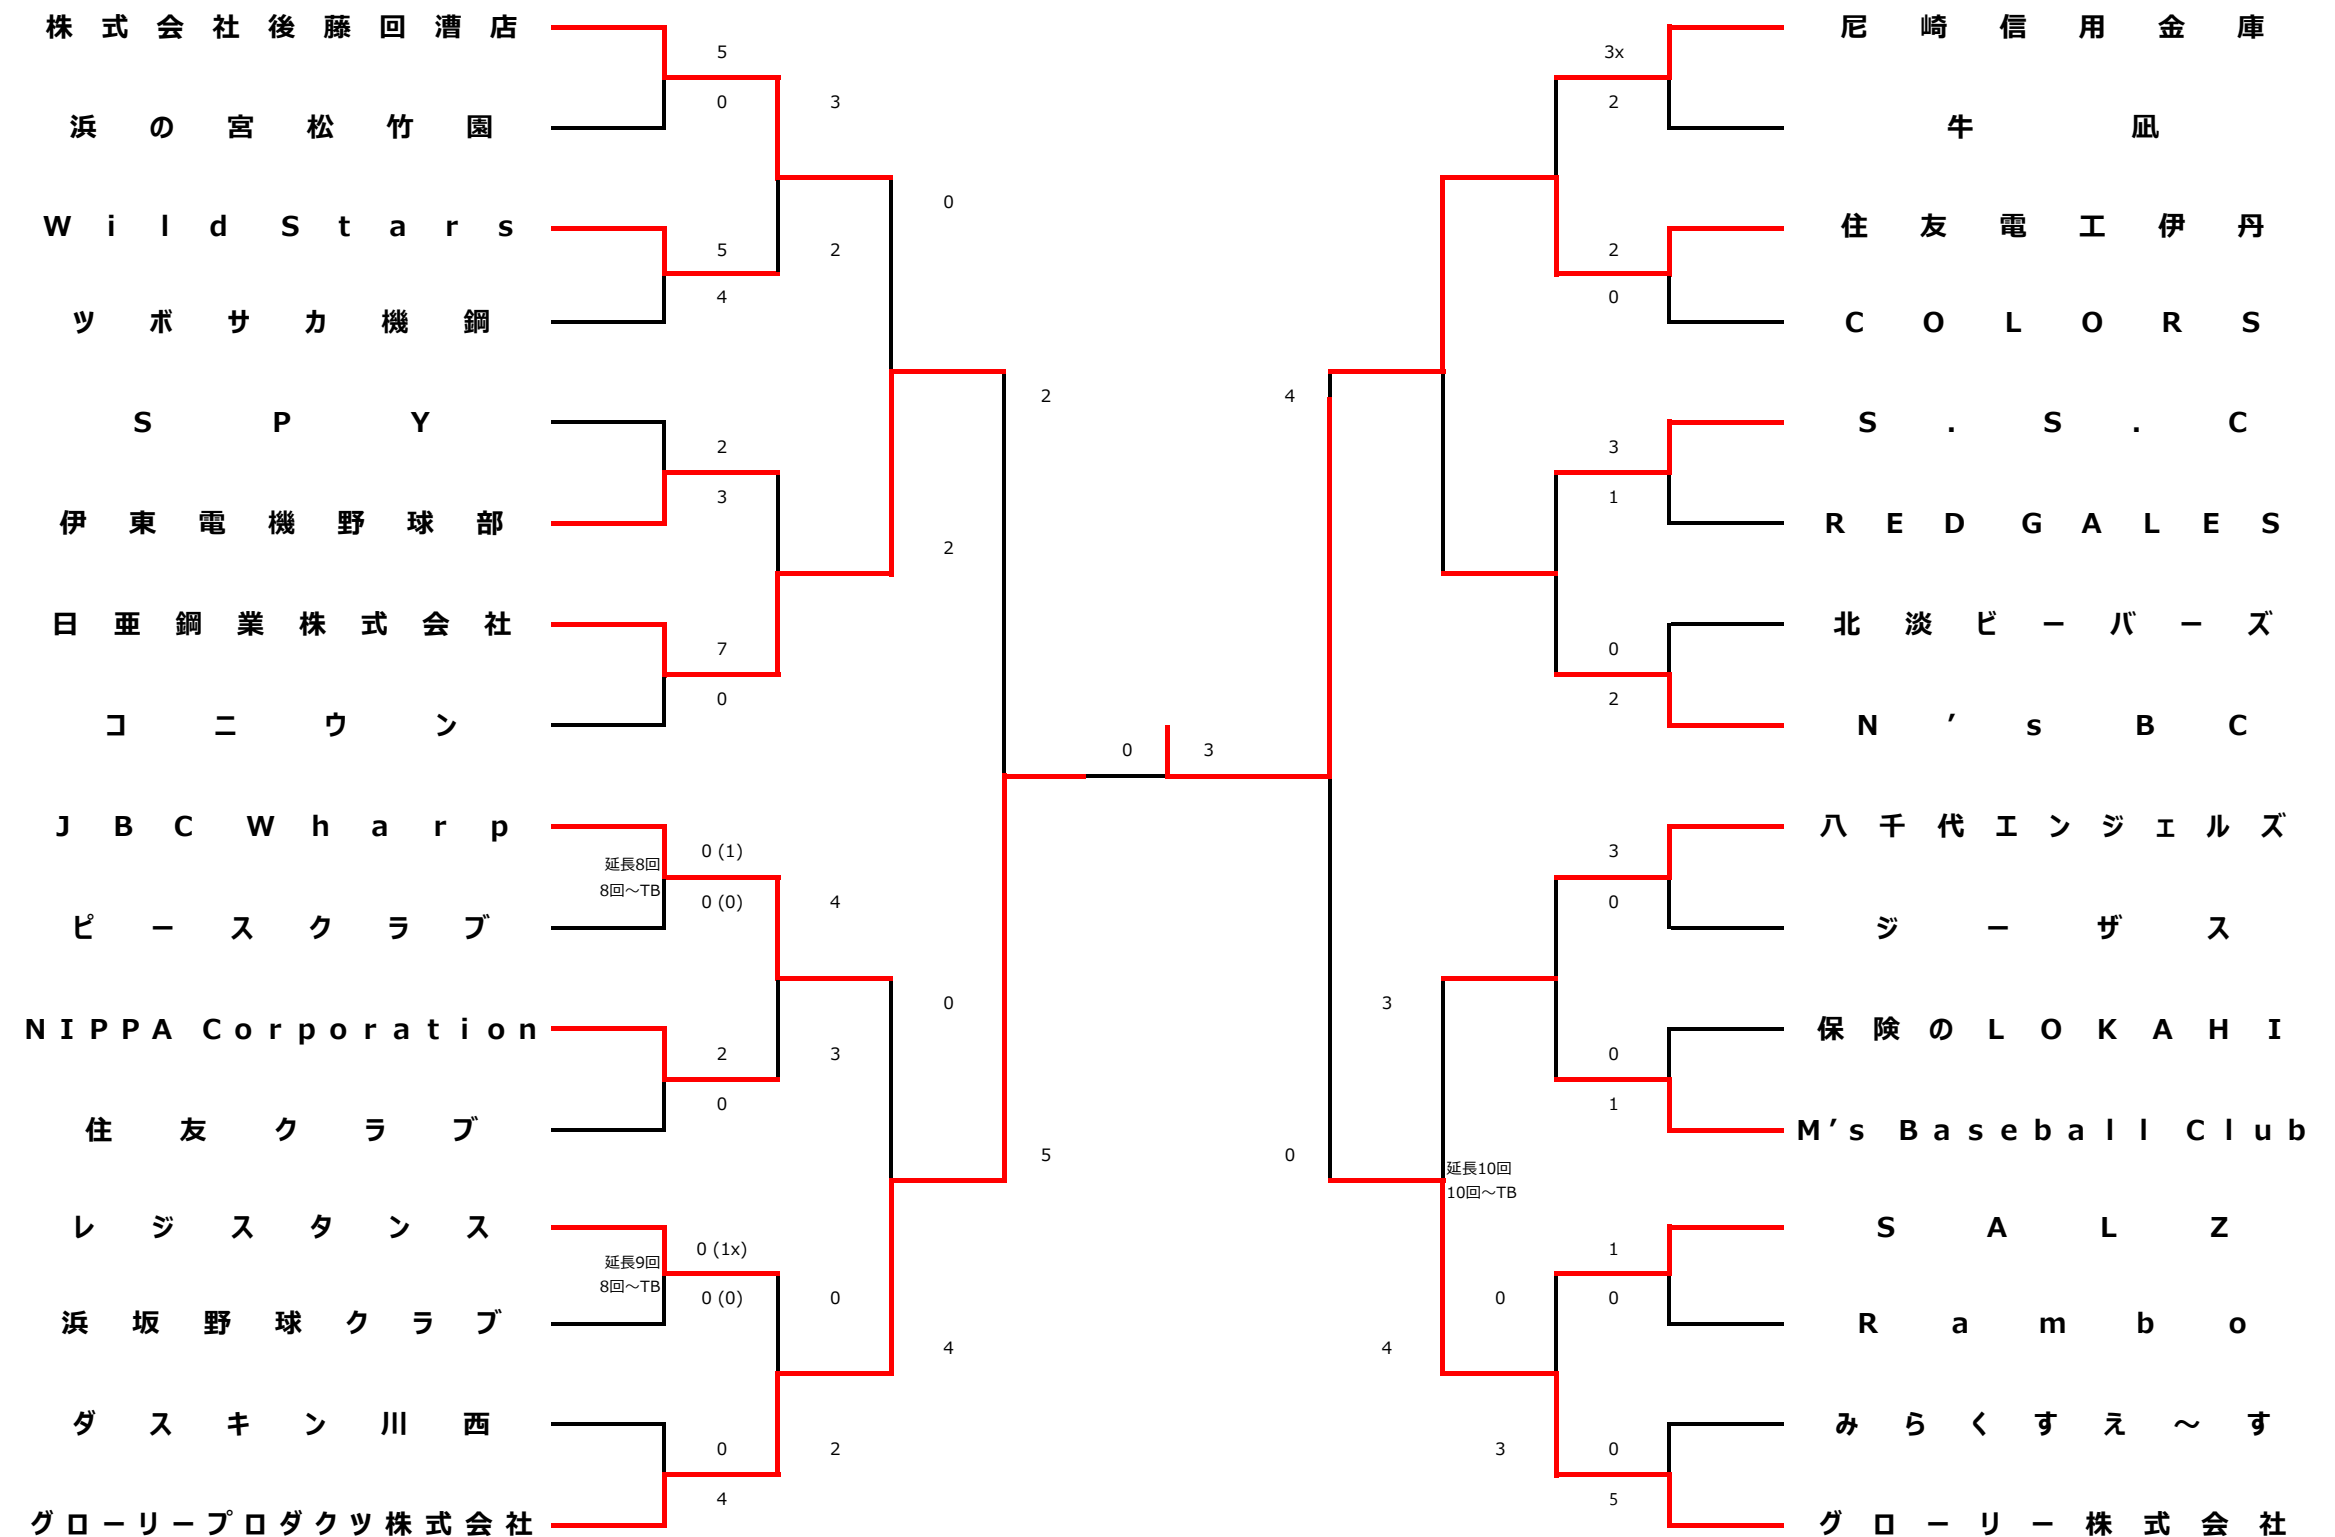 株式会社後藤回漕店
5
0
浜の宮松竹園
3
Wild Stars
5
4
ツボサカ機鋼
2
0
SPY
2
3
伊東電機野球部
日亜鋼業株式会社
7
0
コニウン
2
2
JBC Wharp
延長8回
8回～TB
0 (1)
0 (0)
ピースクラブ
4
NIPPA Corporation
2
0
住友クラブ
3
0
レジスタンス
延長9回
8回～TB
0 (1x)
0 (0)
浜坂野球クラブ
0
ダスキン川西
0
4
グローリープロダクツ株式会社
2
4
5
0
3
尼崎信用金庫
3x
2
牛凪
住友電工伊丹
2
0
COLORS
4
S.S.C
3
1
RED GALES
北淡ビーバーズ
0
2
N’s BC
八千代エンジェルズ
3
0
ジーザス
保険のLOKAHI
0
1
M’s Baseball Club
3
0
延長10回
10回～TB
SALZ
1
0
Rambo
0
4
みらくすえ～す
0
5
グローリー株式会社
3